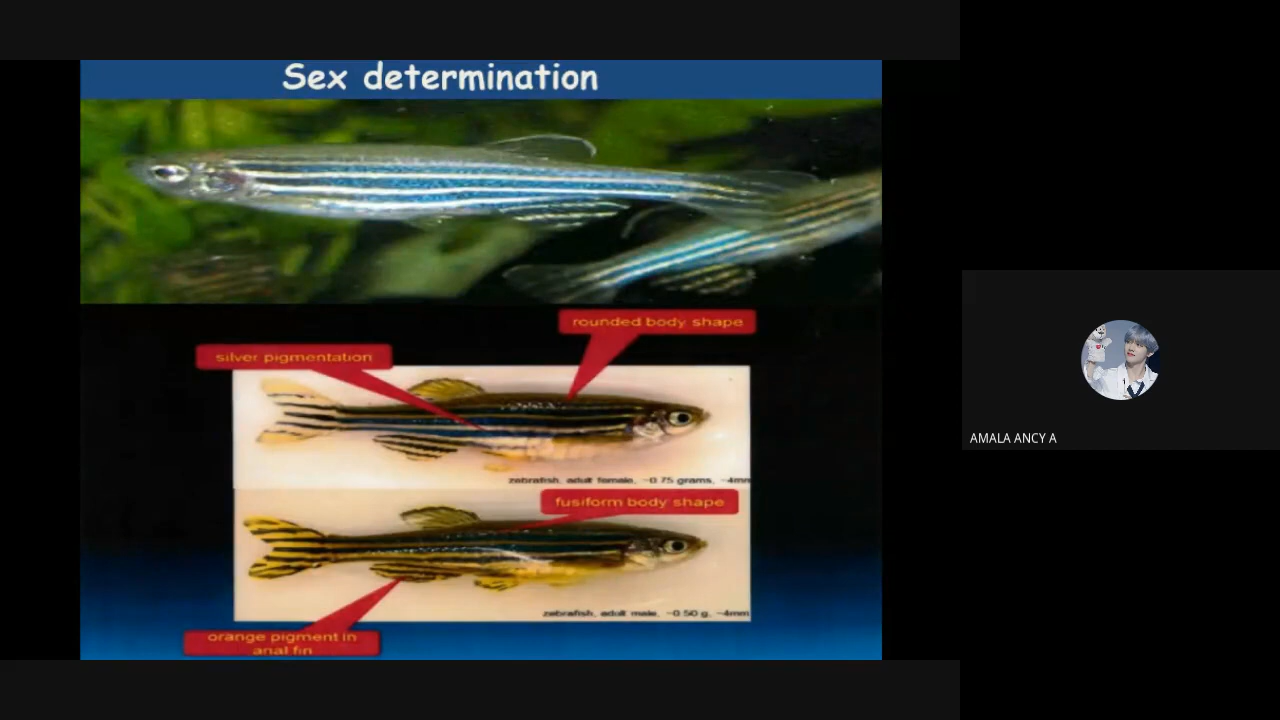 Sex determination
rounded body shape
silver pigmentation
zebrafish, adult female, ~0.75 grams, ~4mm
fusiform body shape
zebrafish, adult male, ~0.50 g, ~4mm
orange pigment in
anal fin
AMALA ANCY A